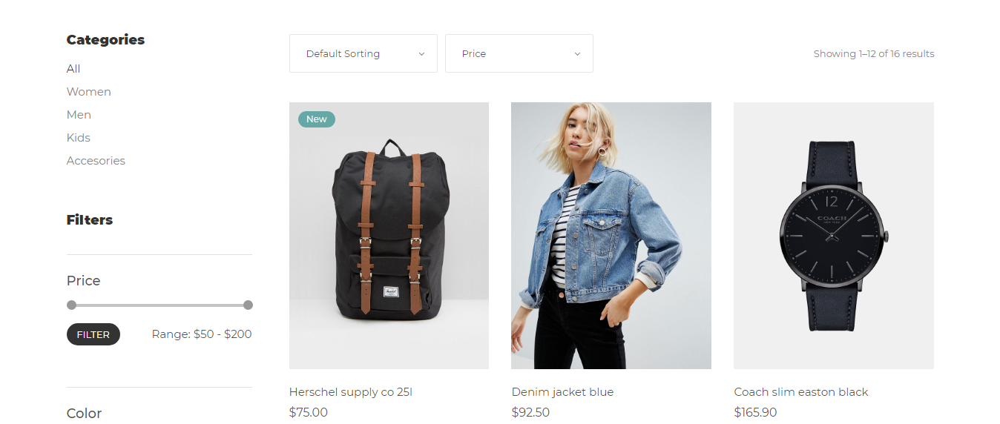 Categories
All
Women
Men
Kids
Accesories
Filters
Price
FILTER
Range: $50 - $200
Color
Default Sorting
Price
Showing 1–12 of 16 results
New
Herschel supply co 25l
$75.00
Denim jacket blue
$92.50
12
COACH
NEW YORK
Coach slim easton black
$165.90